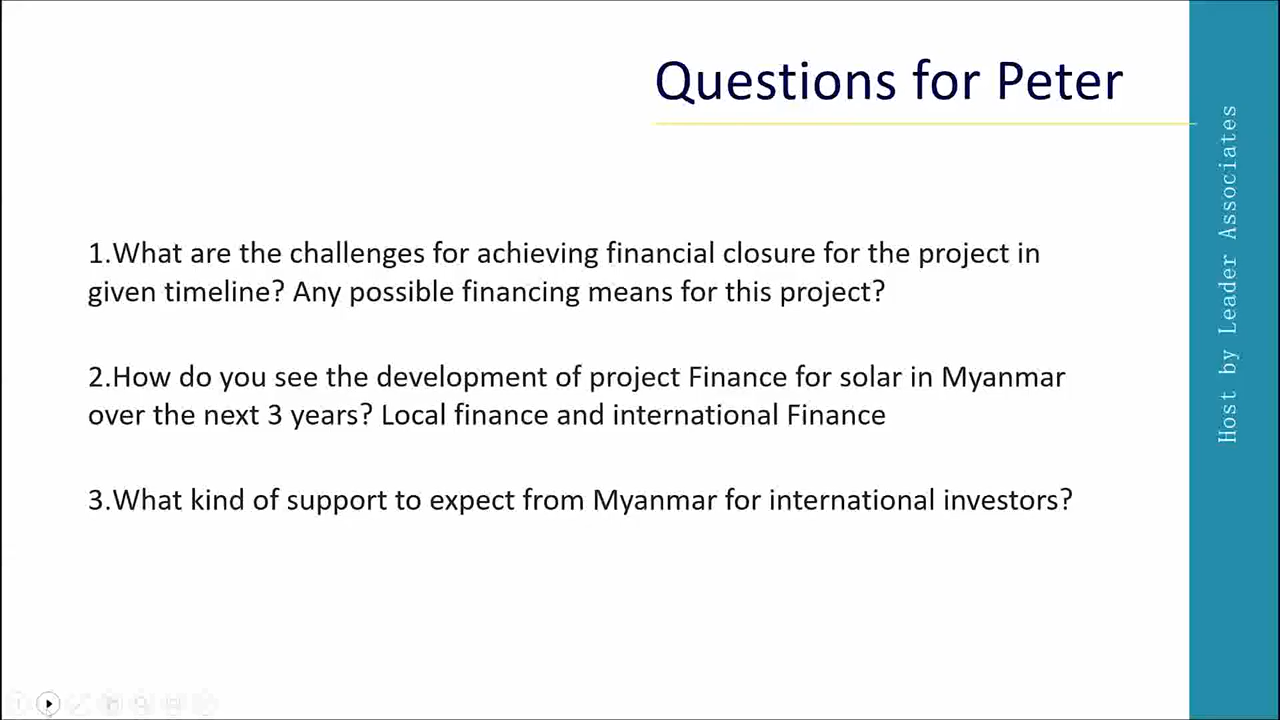 Questions for Peter
1.What are the challenges for achieving financial closure for the project in
given timeline? Any possible financing means for this project?
2.How do you see the development of project Finance for solar in Myanmar
over the next 3 years? Local finance and international Finance
3.What kind of support to expect from Myanmar for international investors?
Host by Leader Associates